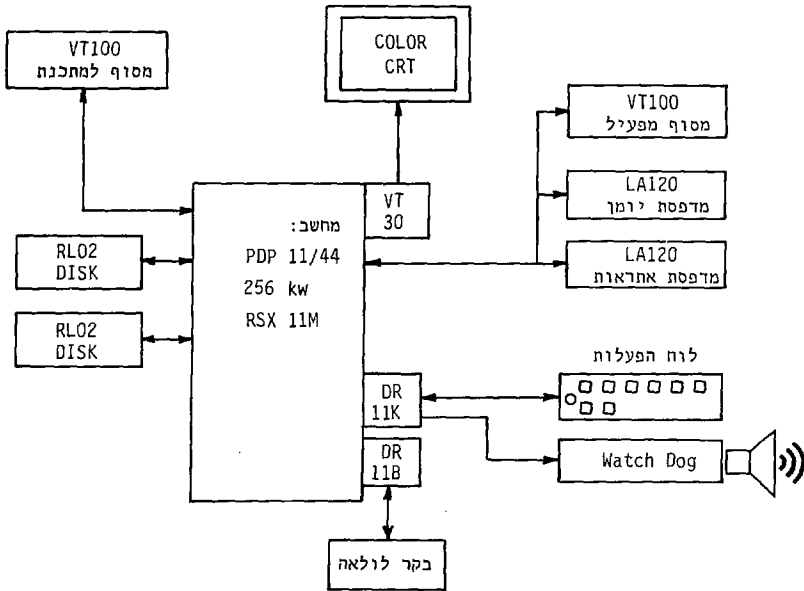 VT100
מסוף למתכנת
COLOR
CRT
VT100
מסוף מפעיל
LA120
מדפסת יומן
LA120
מדפסת אתראות
VT
30
מחשב:
PDP 11/44
256 kw
RSX 11M
RL02
DISK
RL02
DISK
לוח הפעלות
DR
11K
Watch Dog
DR
11B
בקר לולאה